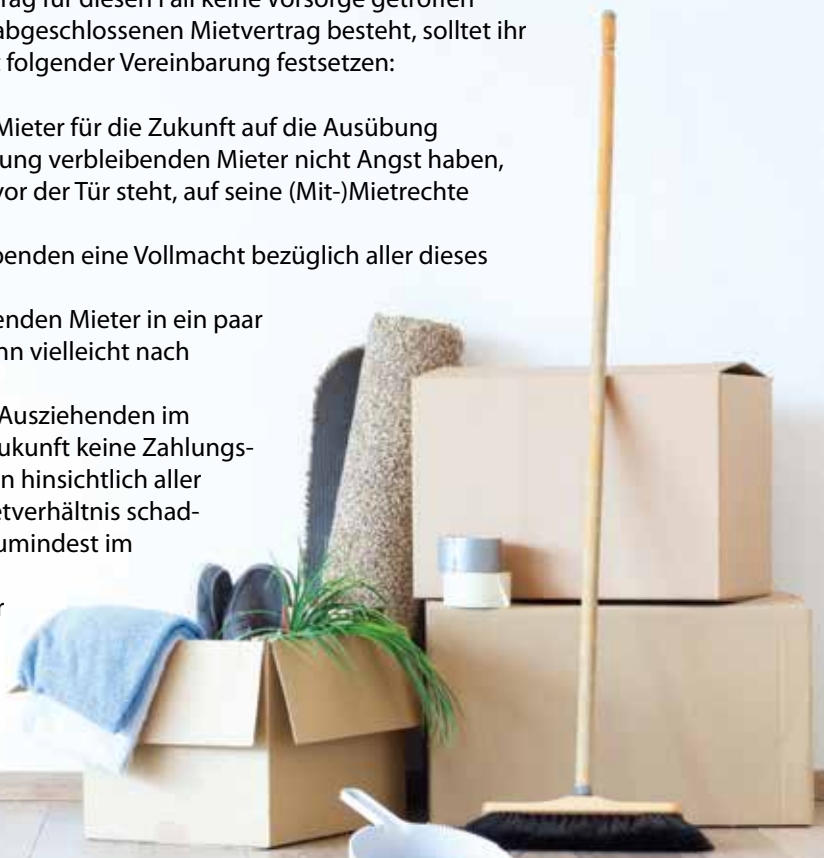 rag für diesen Fall keine Vorsorge getroffen
abgeschlossenen Mietvertrag besteht, solltet ihr
t folgender Vereinbarung festsetzen:
Mieter für die Zukunft auf die Ausübung
ung verbleibenden Mieter nicht Angst haben,
vor der Tür steht, auf seine (Mit-)Mietrechte
benden eine Vollmacht bezüglich aller dieses
enden Mieter in ein paar
nn vielleicht nach
Ausziehenden im
ukunft keine Zahlungs-
n hinsichtlich aller
etverhältnis schad-
umindest im
r